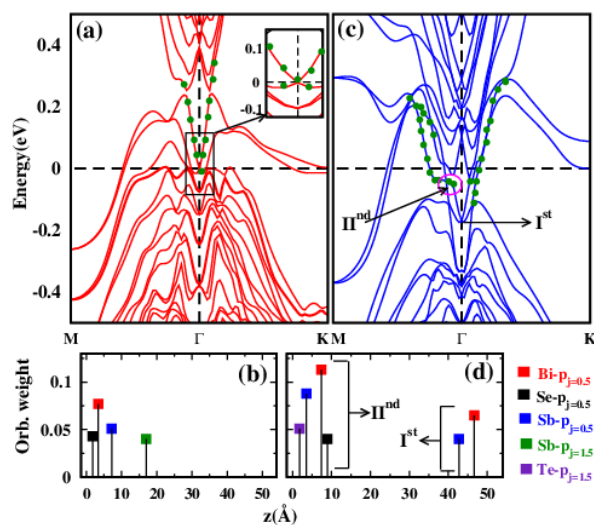 (a)
(c)
0.4
0.2
0
-0.2
-0.4
Energy(eV)
0.1
0
-0.1
II^nd
I^st
M
Γ
K
M
Γ
K
(b)
(d)
0.1
0.05
0
Orb. weight
II^nd
I^st
0 10 20 30 40 50
0 10 20 30 40 50
z(Å)
Bi-p_j=0.5
Se-p_j=0.5
Sb-p_j=0.5
Sb-p_j=1.5
Te-p_j=1.5